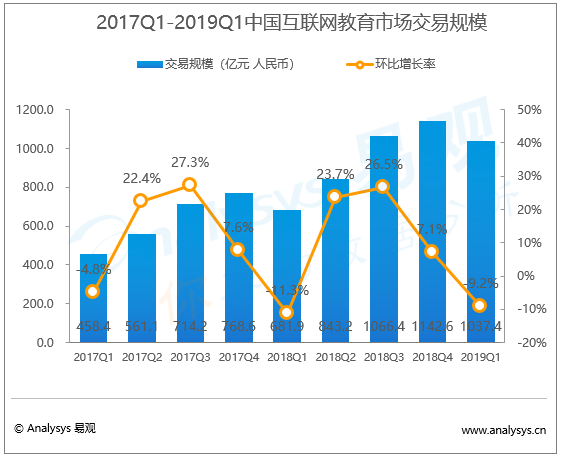 2017Q1-2019Q1中国互联网教育市场交易规模
交易规模（亿元 人民币） 环比增长率
1200.0 1000.0 800.0 600.0 400.0 200.0 0.0
-4.8% 22.4% 27.3% 7.6% -11.3% 23.7% 26.5% 7.1% -9.2%
458.4 561.1 714.2 768.6 681.9 843.2 1066.4 1142.6 1037.4
50% 40% 30% 20% 10% 0% -10% -20%
2017Q1 2017Q2 2017Q3 2017Q4 2018Q1 2018Q2 2018Q3 2018Q4 2019Q1
© Analysys 易观
www.analysys.cn